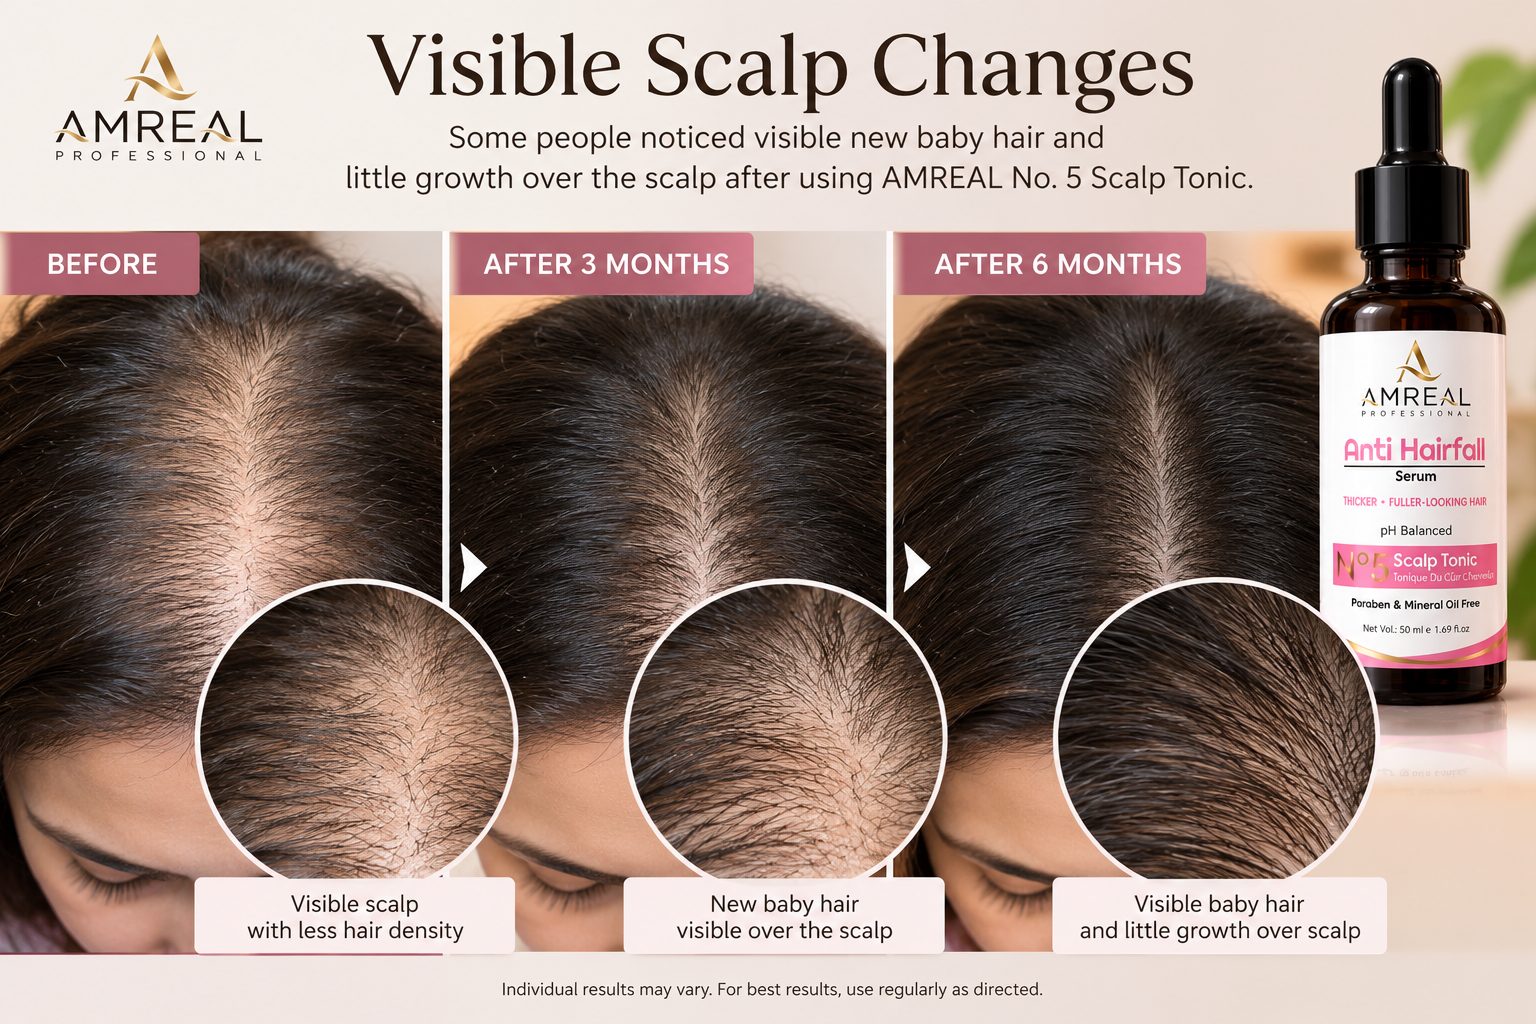 AMREAL
PROFESSIONAL
Visible Scalp Changes
Some people noticed visible new baby hair and
little growth over the scalp after using AMREAL No. 5 Scalp Tonic.
BEFORE
AFTER 3 MONTHS
AFTER 6 MONTHS
Visible scalp
with less hair density
New baby hair
visible over the scalp
Visible baby hair
and little growth over scalp
AMREAL
PROFESSIONAL
Anti Hairfall
Serum
THICKER • FULLER-LOOKING HAIR
pH Balanced
Nº5 Scalp Tonic
Tonique Du
Paraben & Mineral Oil Free
Net Vol.: 50 ml e 1.69 fl.oz
Individual results may vary. For best results, use regularly as directed.